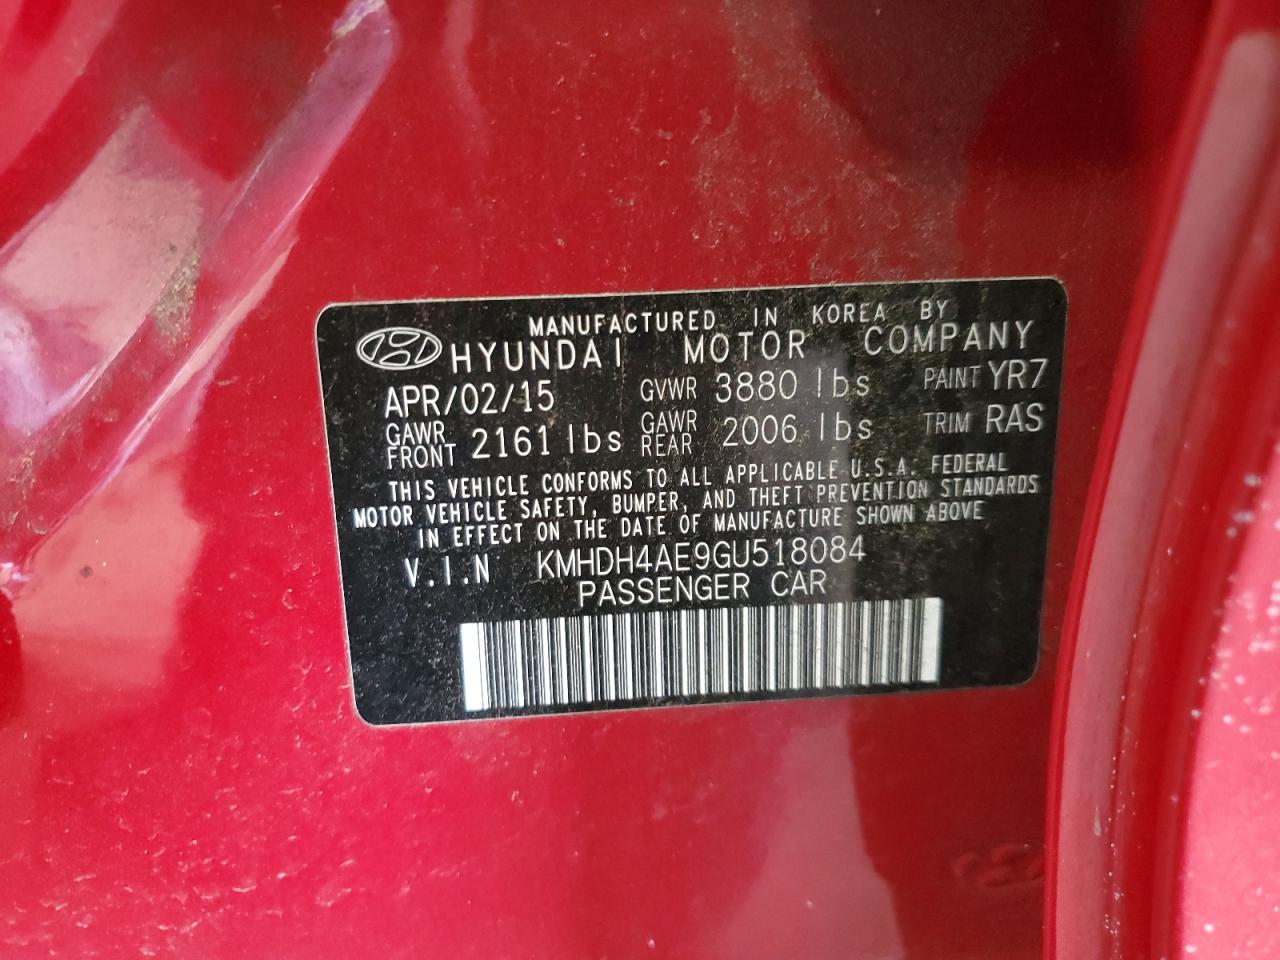 MANUFACTURED IN KOREA BY
HYUNDAI MOTOR COMPANY
APR/02/15 GVWR 3880 lbs PAINT YR7
GAWR FRONT 2161 lbs GAWR REAR 2006 lbs TRIM RAS
THIS VEHICLE CONFORMS TO ALL APPLICABLE U.S.A. FEDERAL
MOTOR VEHICLE SAFETY, BUMPER, AND THEFT PREVENTION STANDARDS
IN EFFECT ON THE DATE OF MANUFACTURE SHOWN ABOVE
V.I.N KMHDH4AE9GU518084
PASSENGER CAR